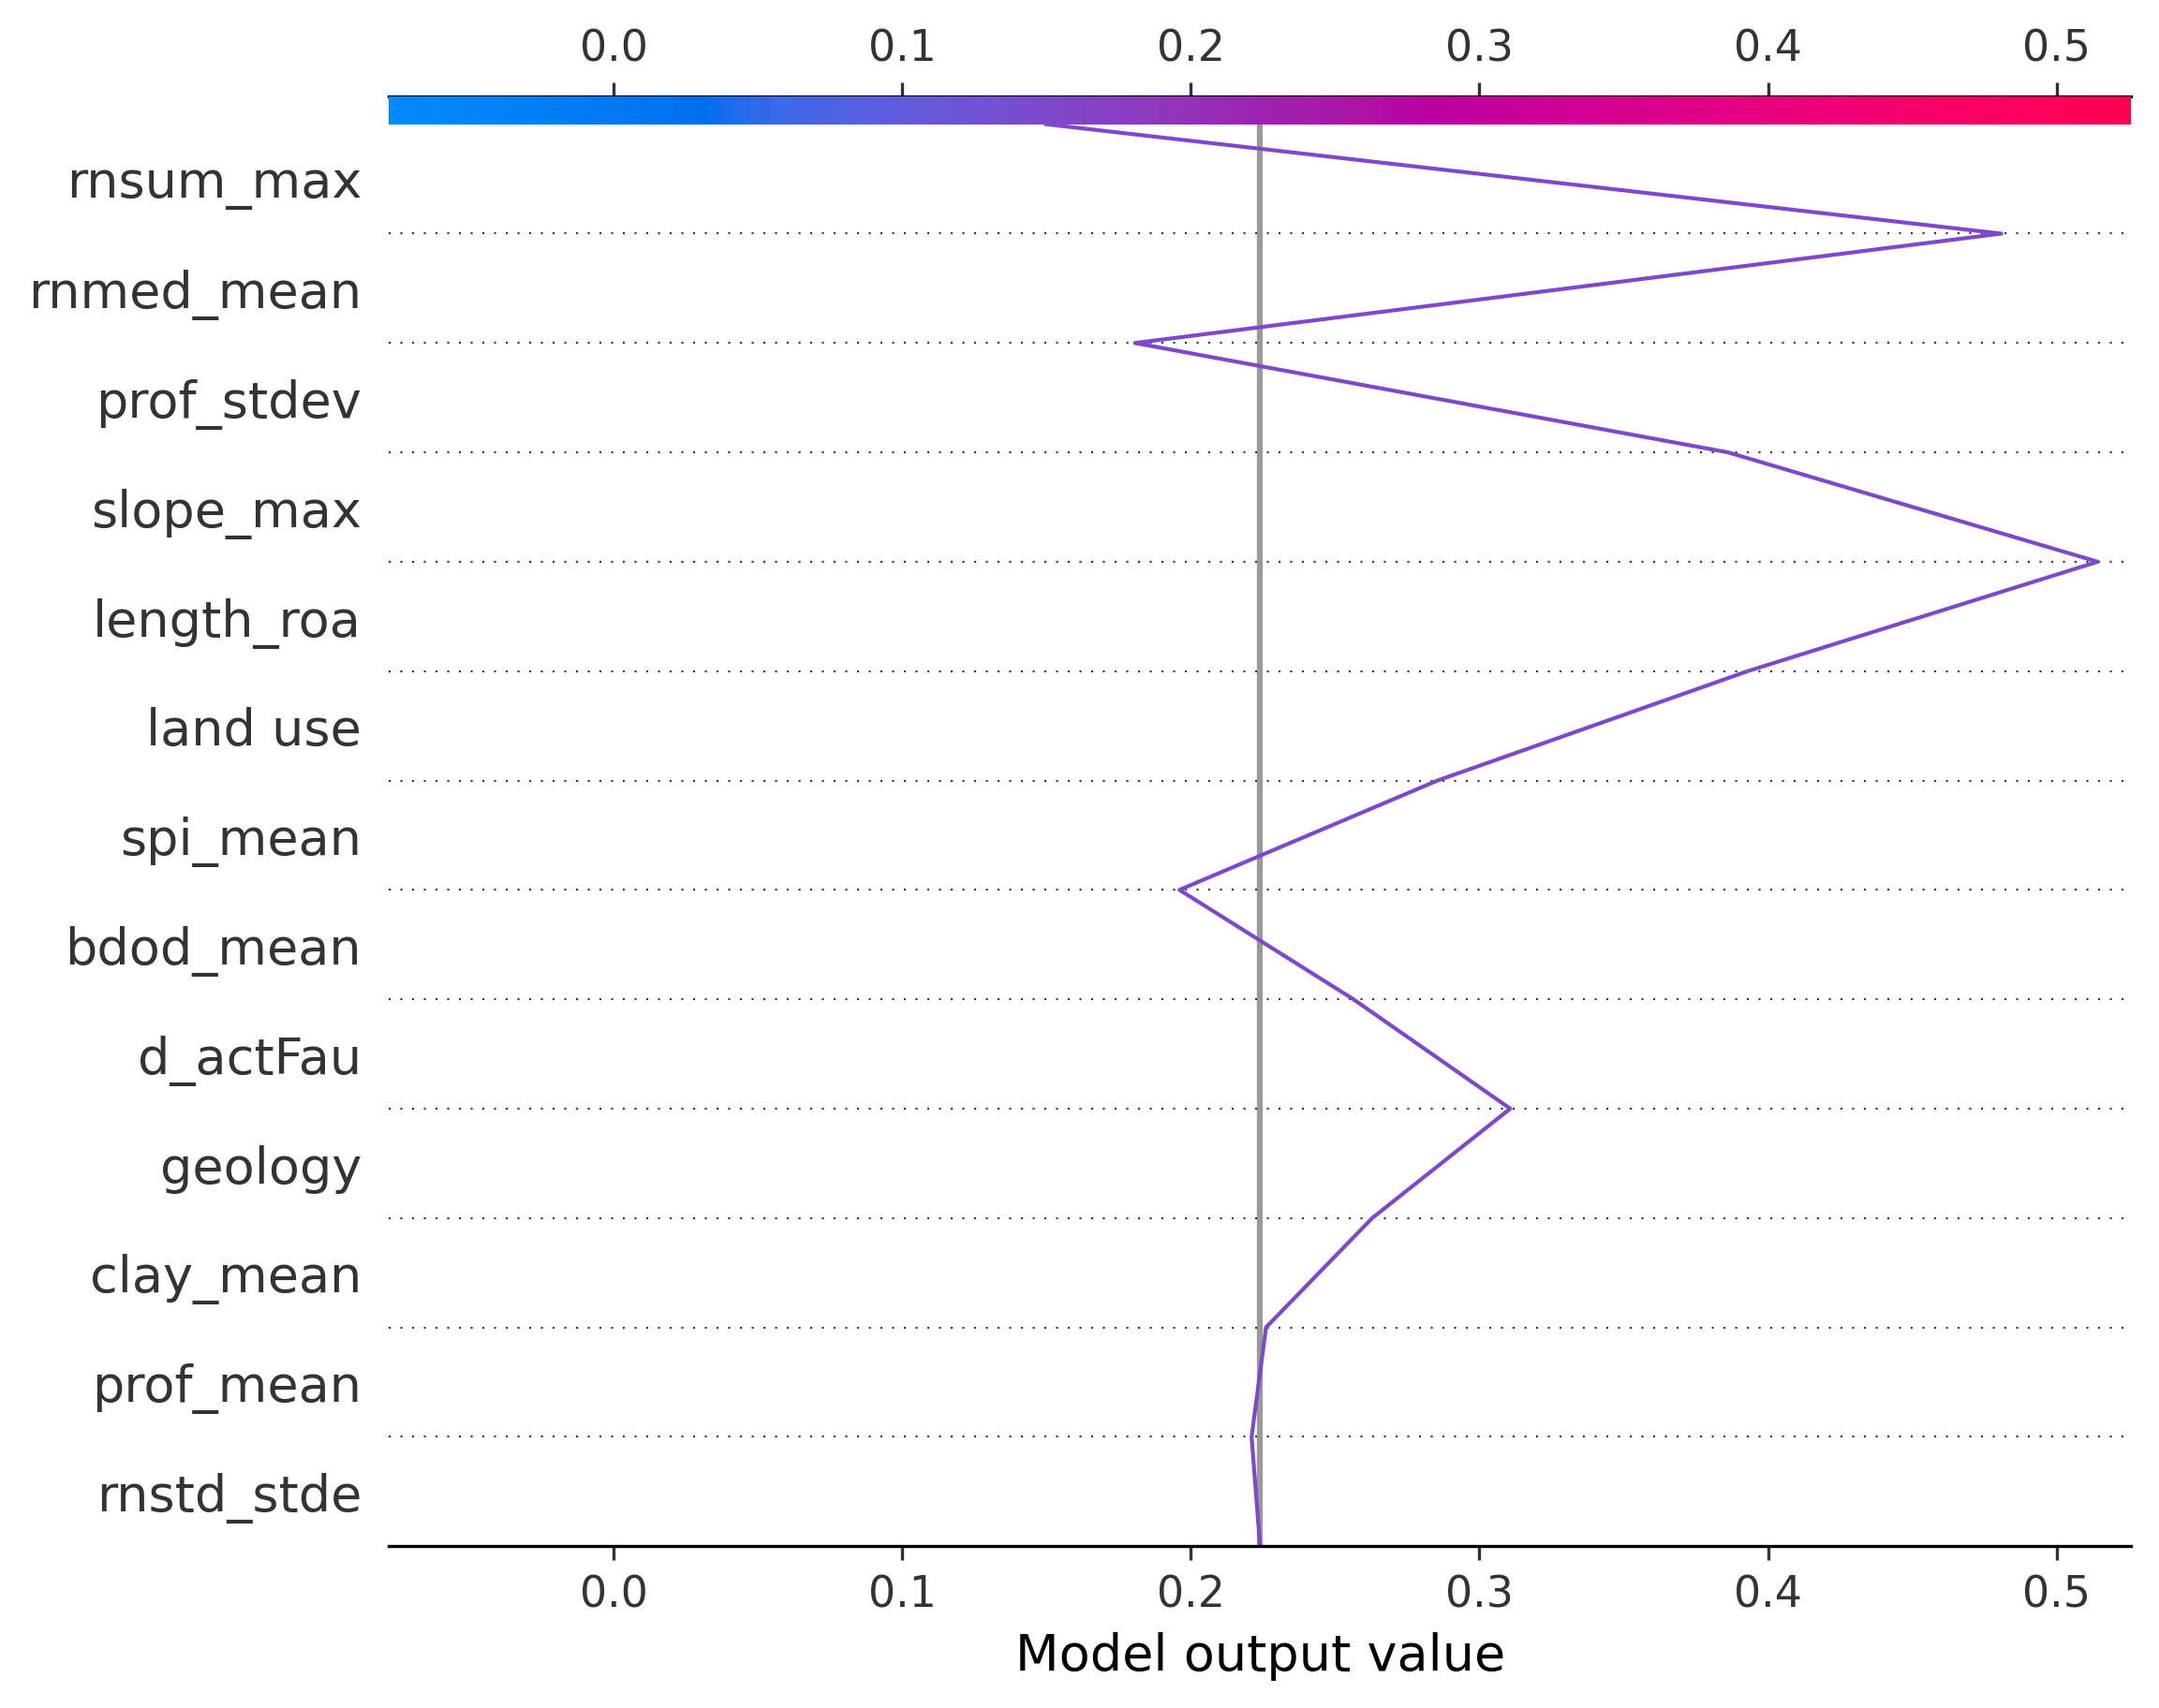 0.0 0.1 0.2 0.3 0.4 0.5
rnsum_max
rnmed_mean
prof_stdev
slope_max
length_roa
land use
spi_mean
bdod_mean
d_actFau
geology
clay_mean
prof_mean
rnstd_stde
0.0 0.1 0.2 0.3 0.4 0.5
Model output value